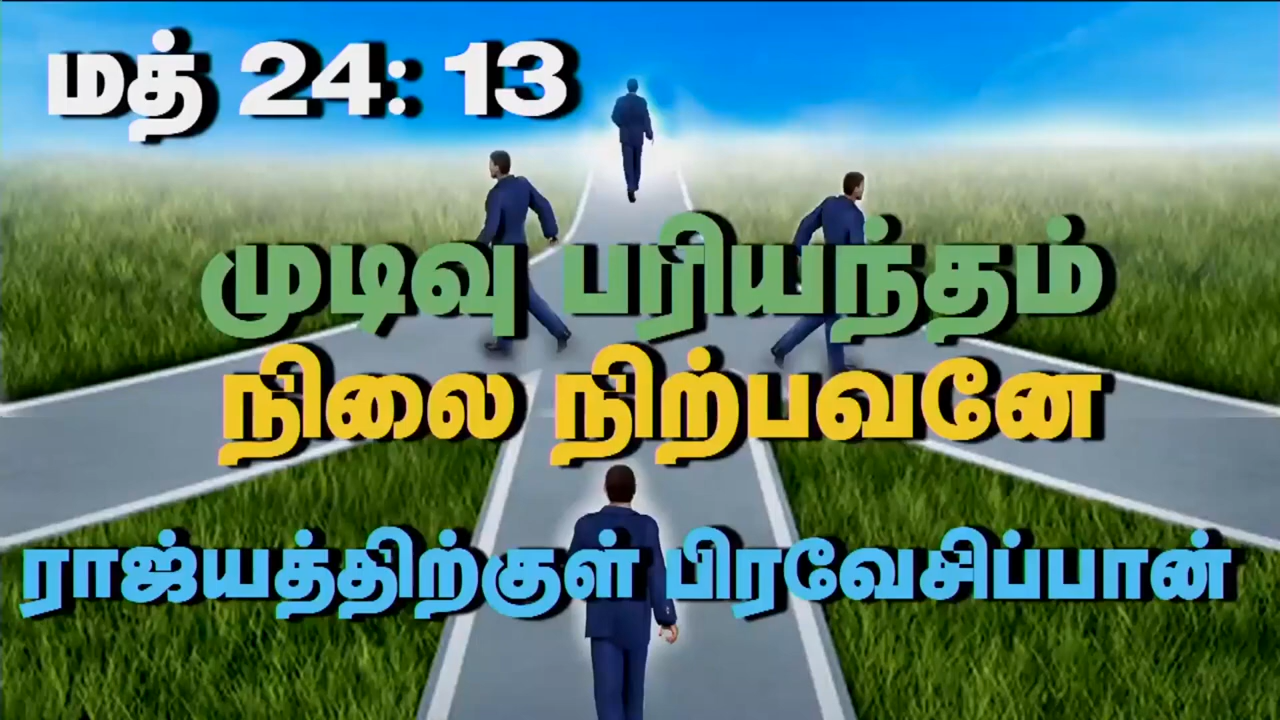 மத் 24: 13
முடிவு பரியந்தம்
நிலை நிற்பவனே
ராஜ்யத்திற்குள் பிரவேசிப்பான்